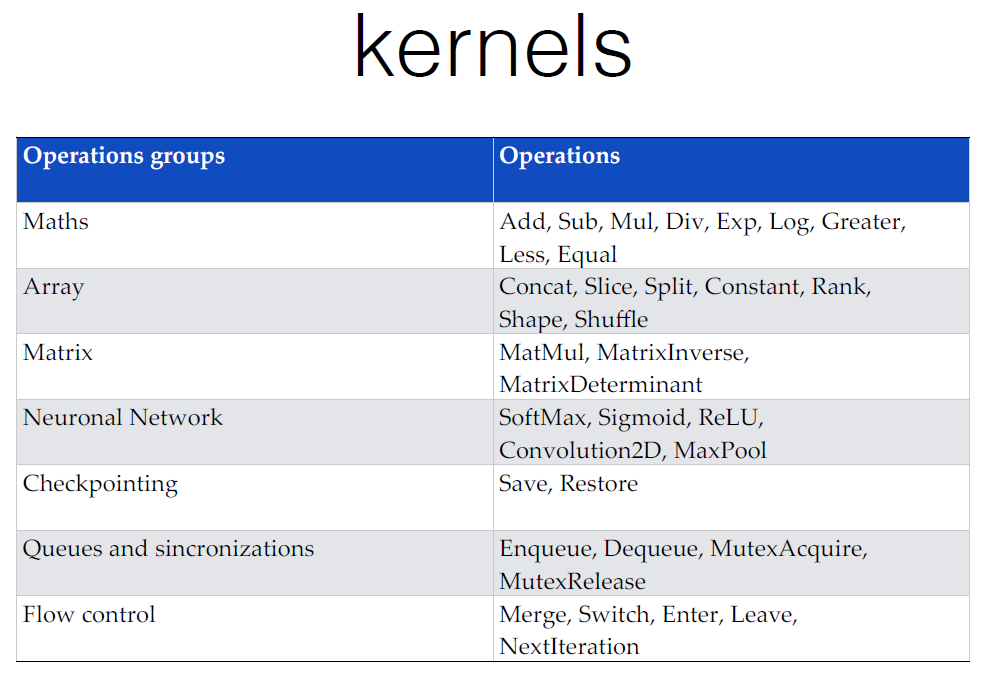 kernels
Operations groups
Operations
Maths
Add, Sub, Mul, Div, Exp, Log, Greater,
Less, Equal
Array
Concat, Slice, Split, Constant, Rank,
Shape, Shuffle
Matrix
MatMul, MatrixInverse,
MatrixDeterminant
Neuronal Network
SoftMax, Sigmoid, ReLU,
Convolution2D, MaxPool
Checkpointing
Save, Restore
Queues and sincronizations
Enqueue, Dequeue, MutexAcquire,
MutexRelease
Flow control
Merge, Switch, Enter, Leave,
NextIteration